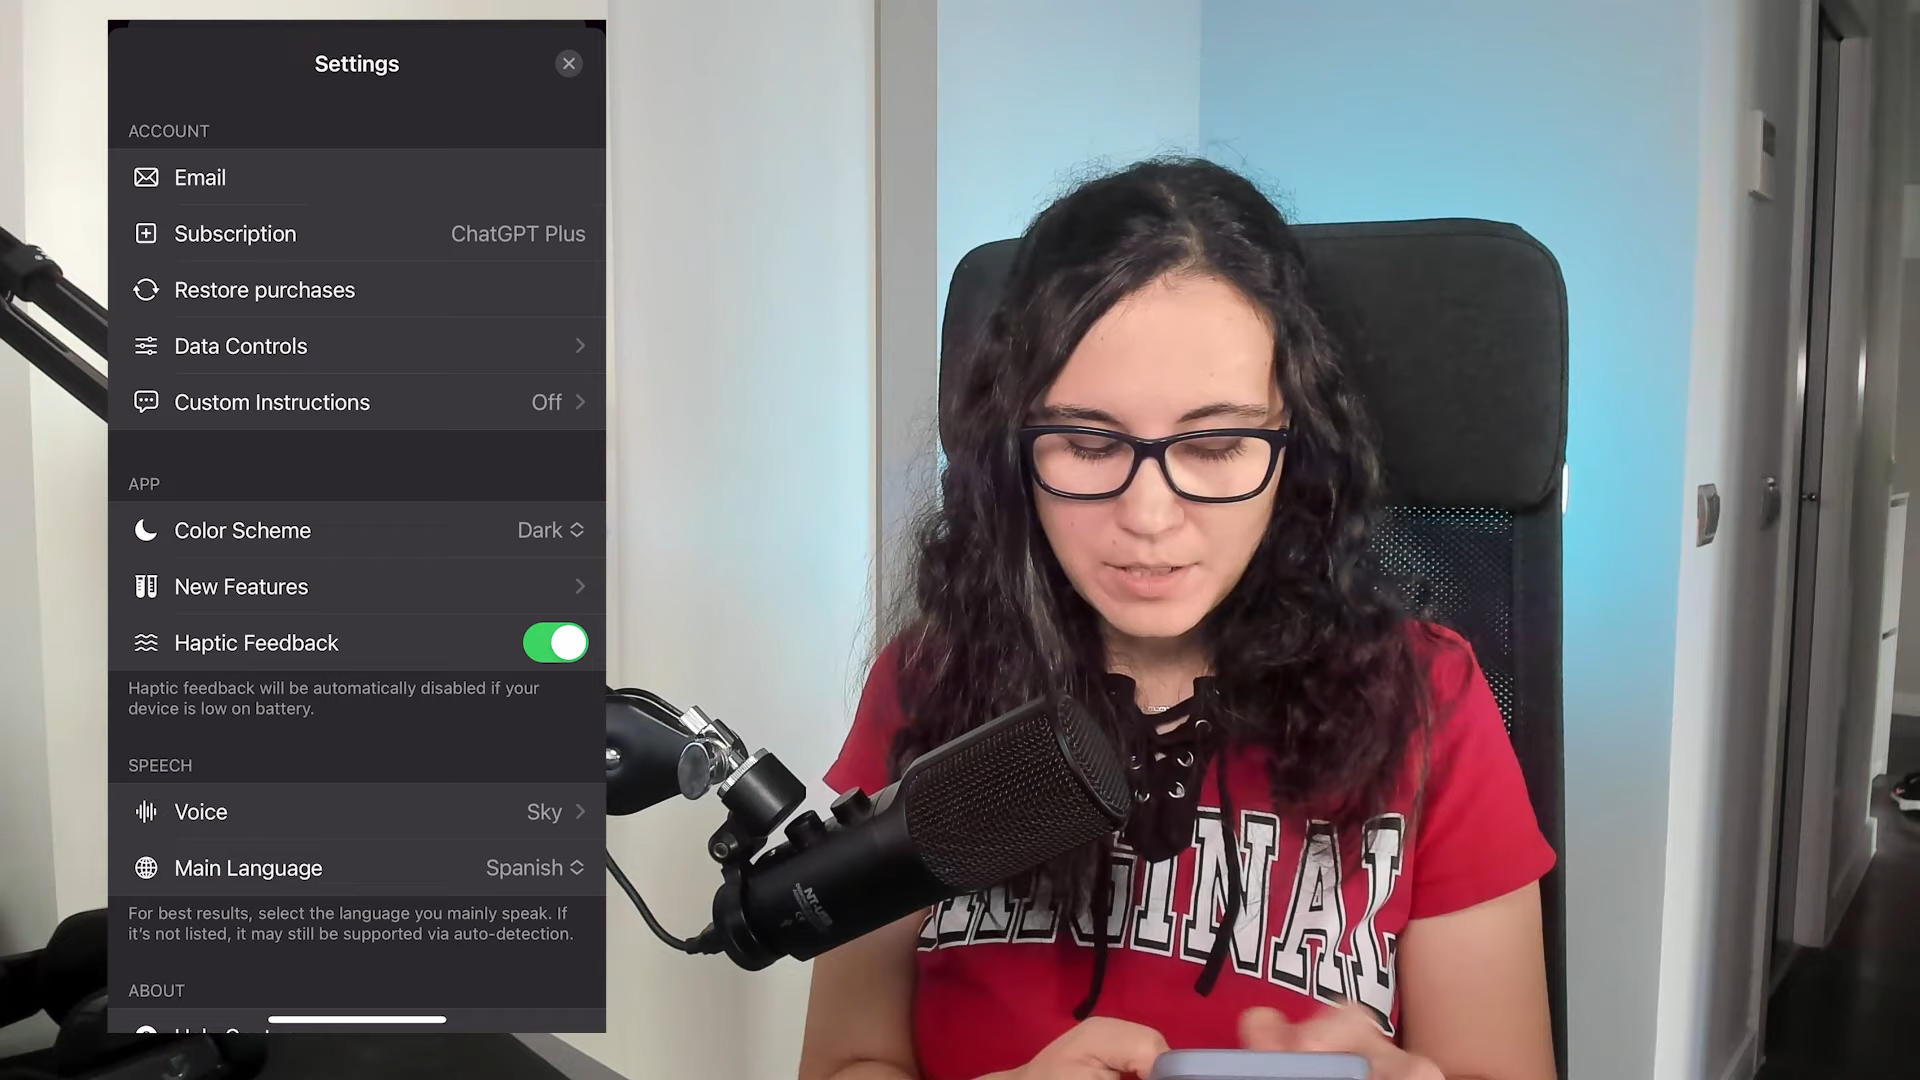 Settings
ACCOUNT
Email
Subscription ChatGPT Plus
Restore purchases
Data Controls
Custom Instructions Off
APP
Color Scheme Dark
New Features
Haptic Feedback
Haptic feedback will be automatically disabled if your
device is low on battery.
SPEECH
Voice Sky
Main Language Spanish
For best results, select the language you mainly speak. If
it's not listed, it may still be supported via auto-detection.
ABOUT
NT-USB